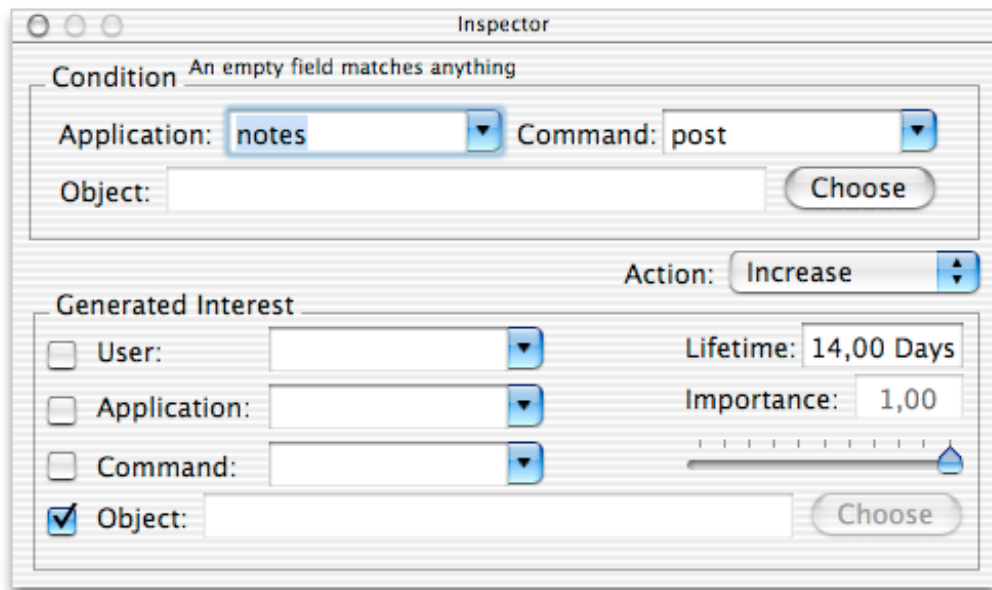 Inspector
Condition An empty field matches anything
Application: notes Command: post
Object: Choose
Action: Increase
Generated Interest
User: Lifetime: 14,00 Days
Application: Importance: 1,00
Command:
Object: Choose